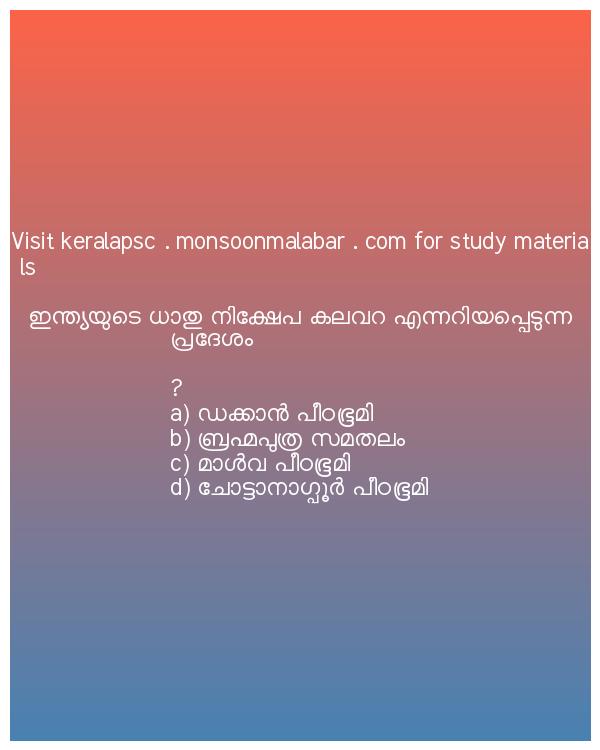 Visit keralapsc . monsoonmalabar . com for study materia
ls
ഇന്ത്യയുടെ ധാതു നിക്ഷേപ കലവറ എന്നറിയപ്പെടുന്ന
പ്രദേശം
?
a) ഡക്കാൻ പീഠഭൂമി
b) ബ്രഹ്മപുത്ര സമതലം
c) മാൾവ പീഠഭൂമി
d) ചോട്ടാനാഗ്പൂർ പീഠഭൂമി